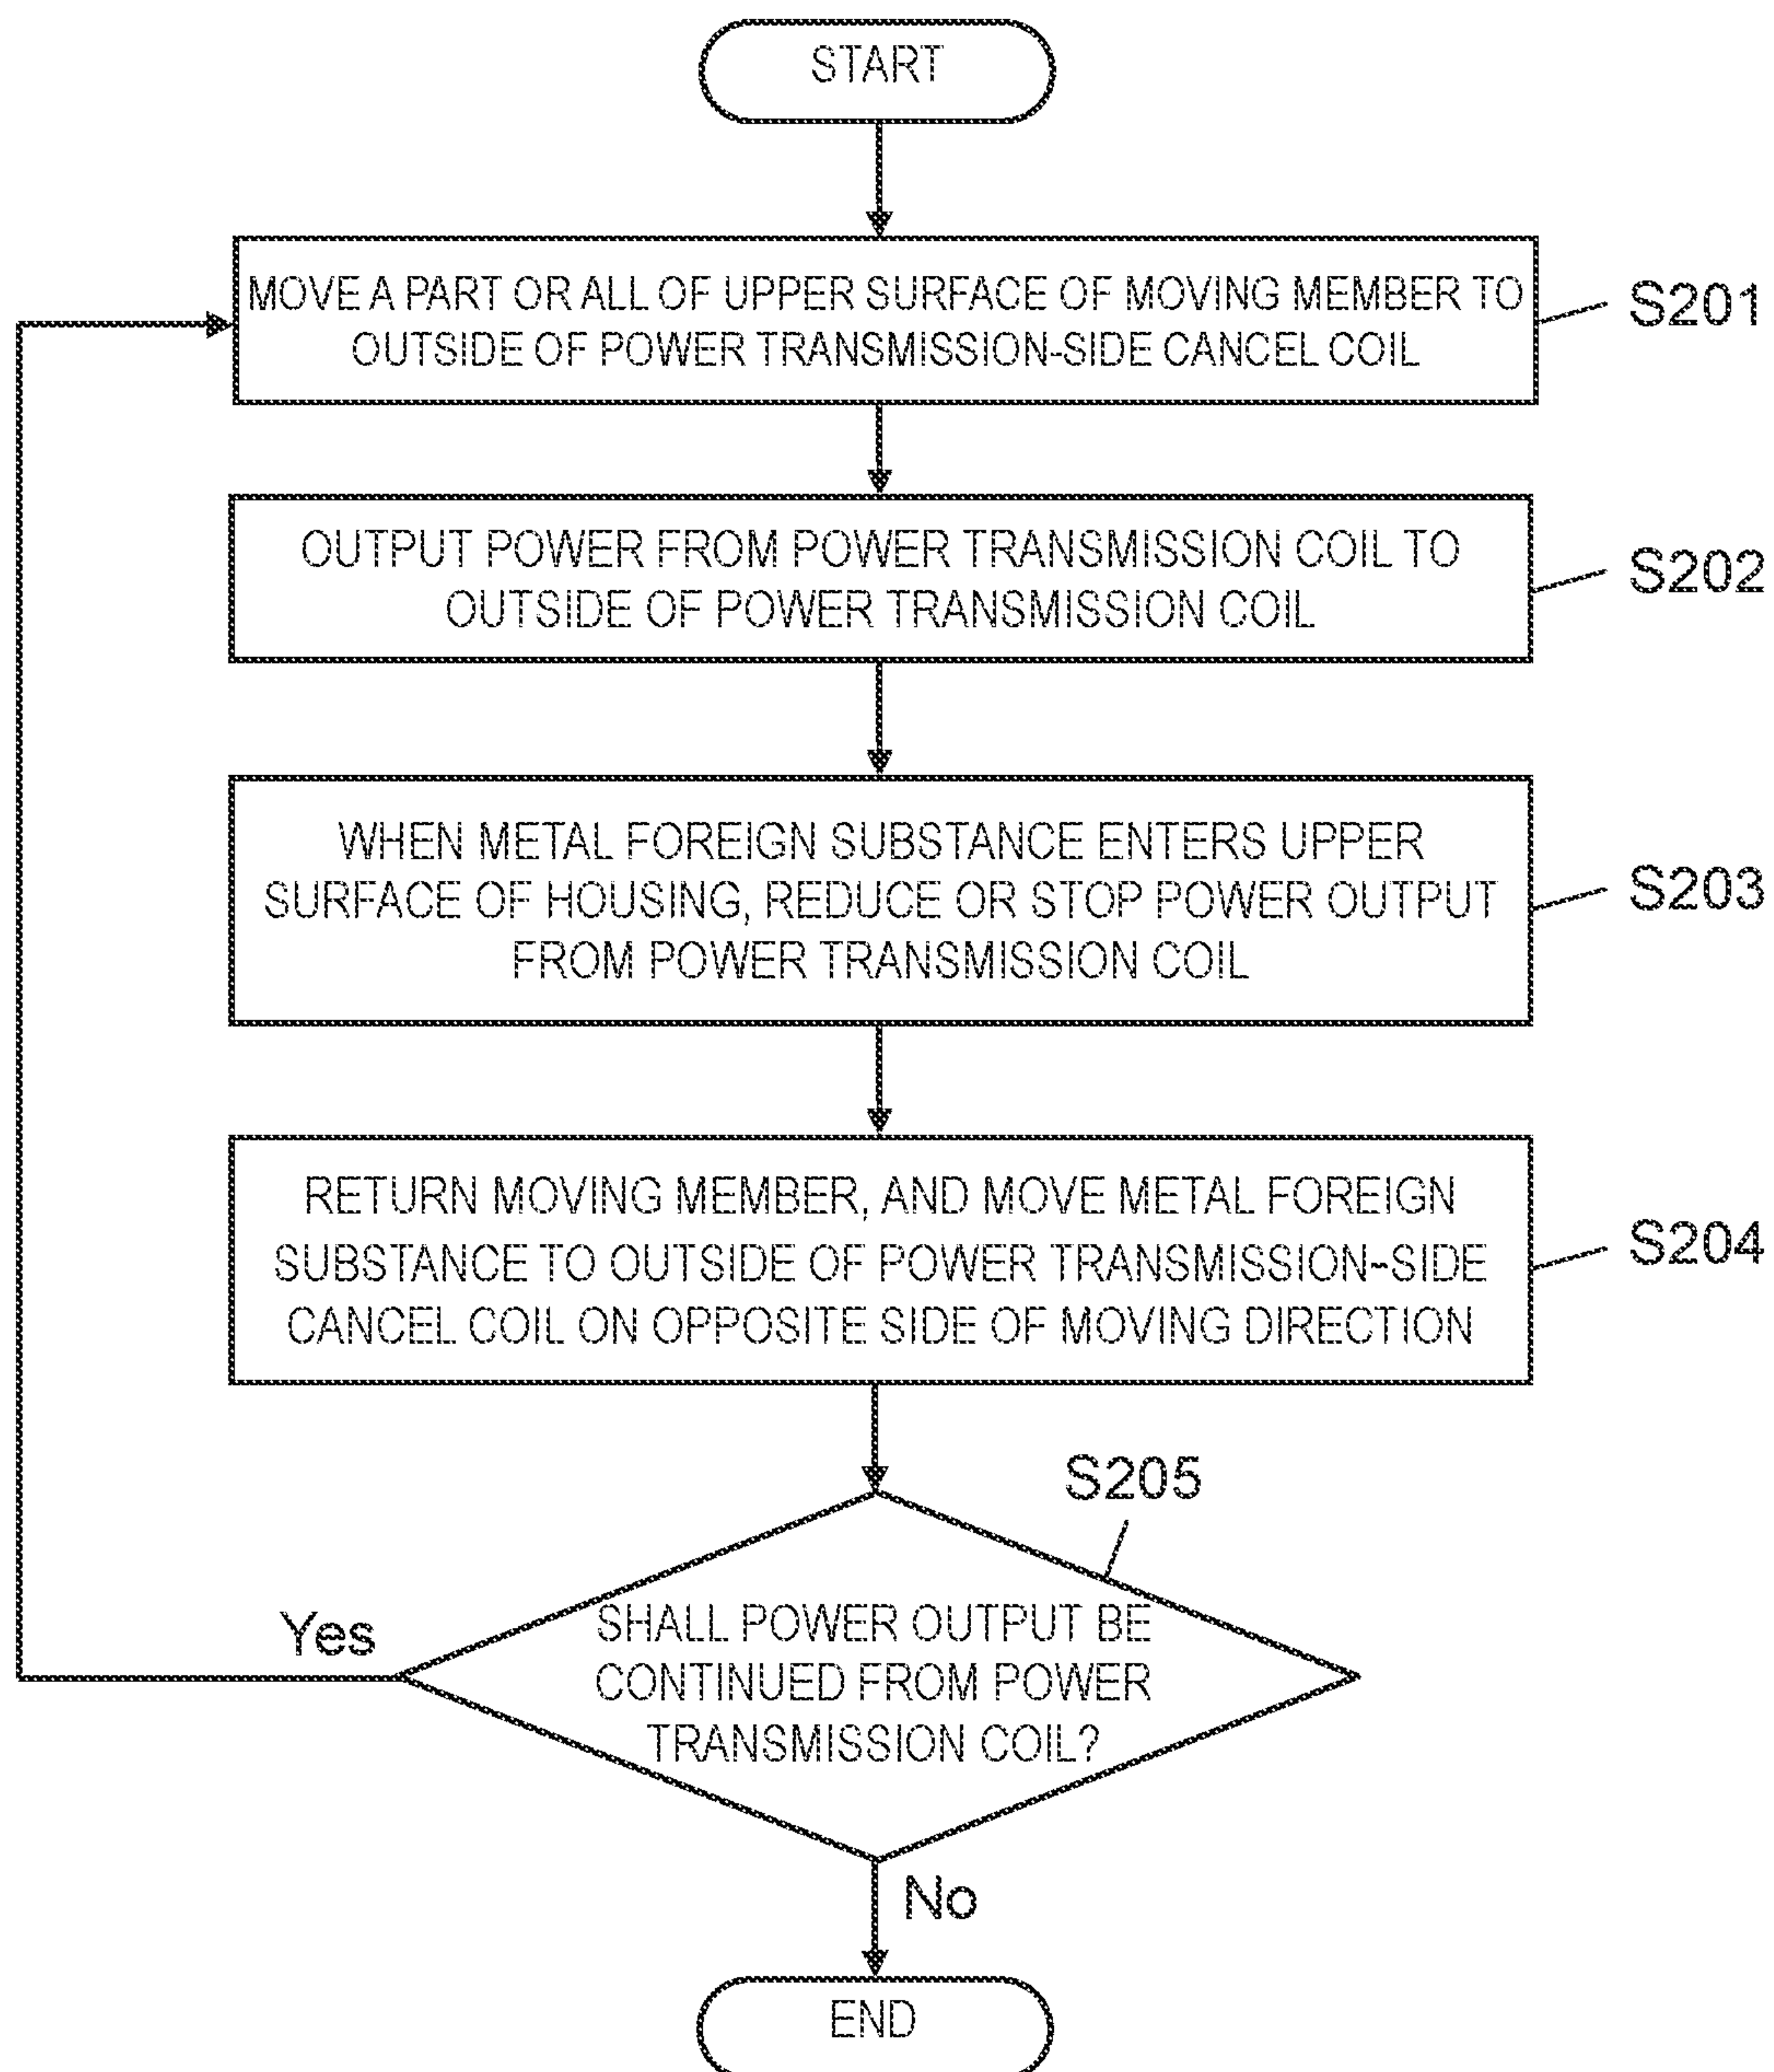 START
MOVE A PART OR ALL OF UPPER SURFACE OF MOVING MEMBER TO
OUTSIDE OF POWER TRANSMISSION-SIDE CANCEL COIL
S201
OUTPUT POWER FROM POWER TRANSMISSION COIL TO
OUTSIDE OF POWER TRANSMISSION COIL
S202
WHEN METAL FOREIGN SUBSTANCE ENTERS UPPER
SURFACE OF HOUSING, REDUCE OR STOP POWER OUTPUT
FROM POWER TRANSMISSION COIL
S203
RETURN MOVING MEMBER, AND MOVE METAL FOREIGN
SUBSTANCE TO OUTSIDE OF POWER TRANSMISSION-SIDE
CANCEL COIL ON OPPOSITE SIDE OF MOVING DIRECTION
S204
S205
SHALL POWER OUTPUT BE
CONTINUED FROM POWER
TRANSMISSION COIL?
Yes
No
END